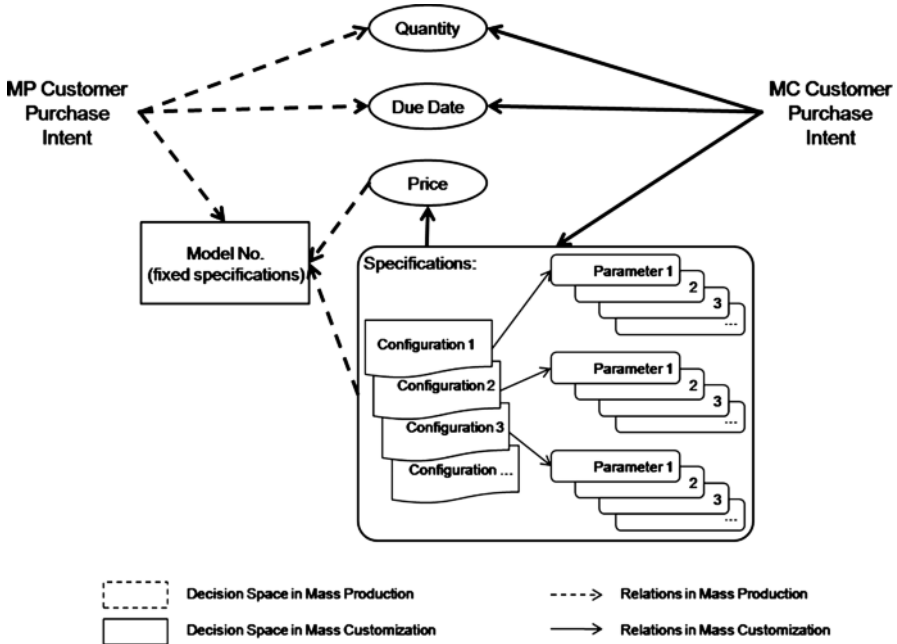 Quantity
MP Customer
Purchase
Intent
Due Date
MC Customer
Purchase
Intent
Price
Model No.
(fixed specifications)
Specifications:
Parameter 1
2
3
...
Configuration 1
Configuration 2
Configuration 3
Configuration ...
Parameter 1
2
3
...
Parameter 1
2
3
...
Decision Space in Mass Production
Relations in Mass Production
Decision Space in Mass Customization
Relations in Mass Customization